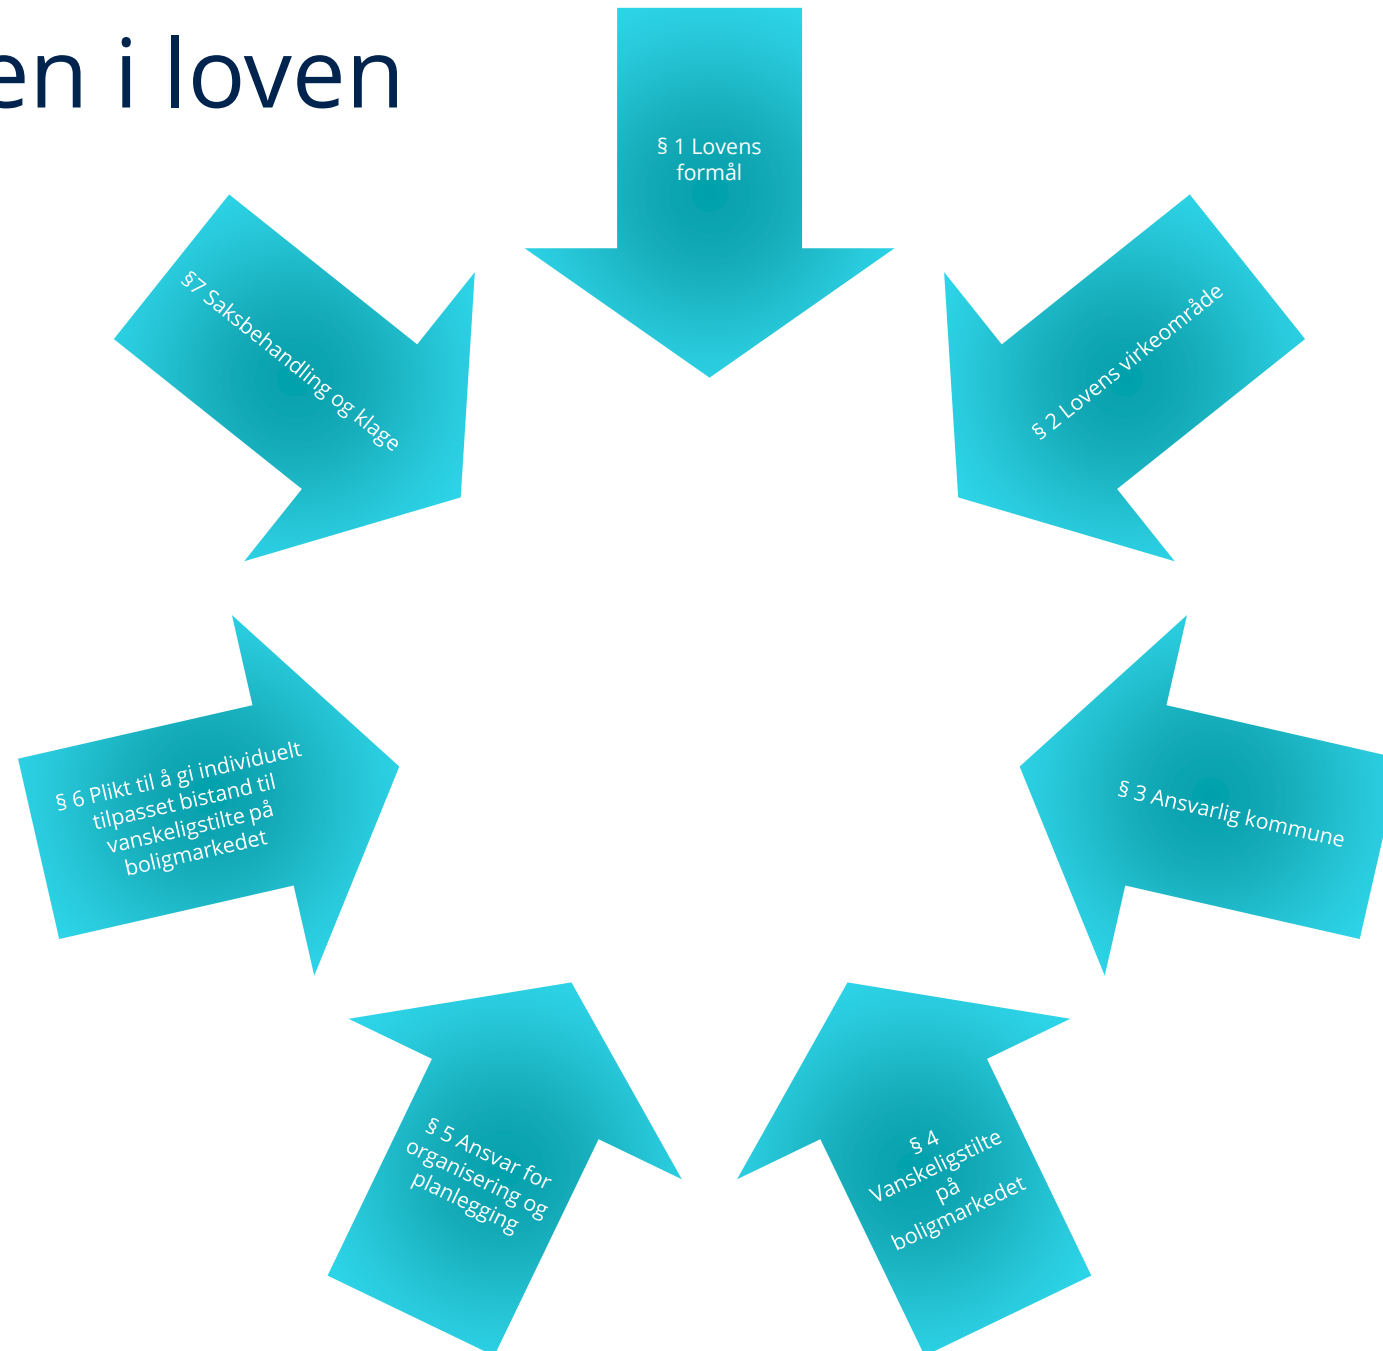 en i loven
§ 1 Lovens
formål
§ 2 Lovens virkeområde
§ 3 Ansvarlig kommune
§ 4
Vanskeligstilte
på
boligmarkedet
§ 5 Ansvar for
organisering og
planlegging
§ 6 Plikt til å gi individuelt
tilpasset bistand til
vanskeligstilte på
boligmarkedet
§7 Saksbehandling og klage